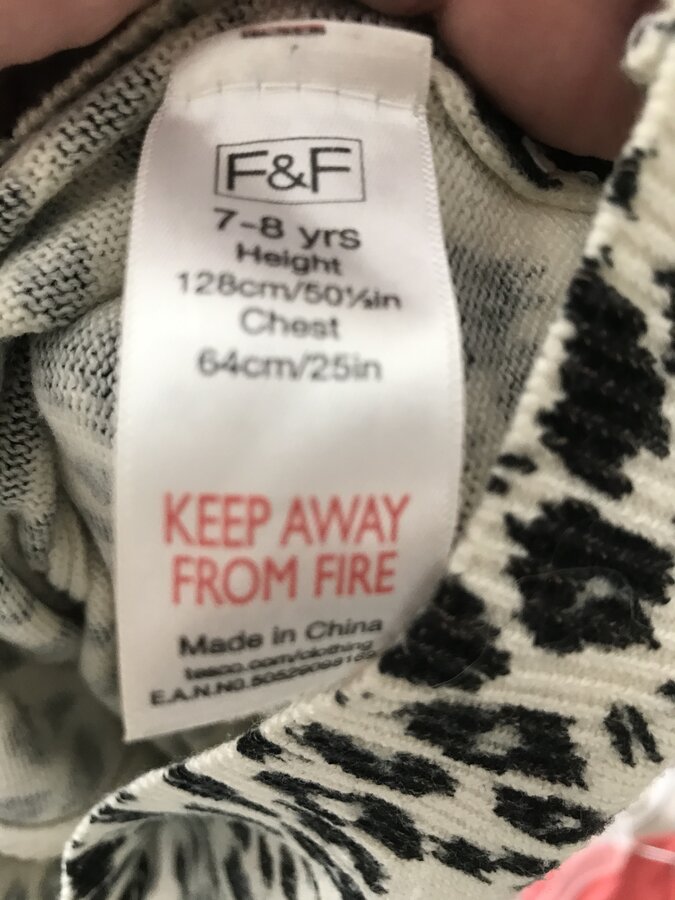 F&F
7-8 yrs
Height
128cm/50½in
Chest
64cm/25in
KEEP AWAY
FROM FIRE
Made in China
tesco.com/clothing
E.A.N.NO.